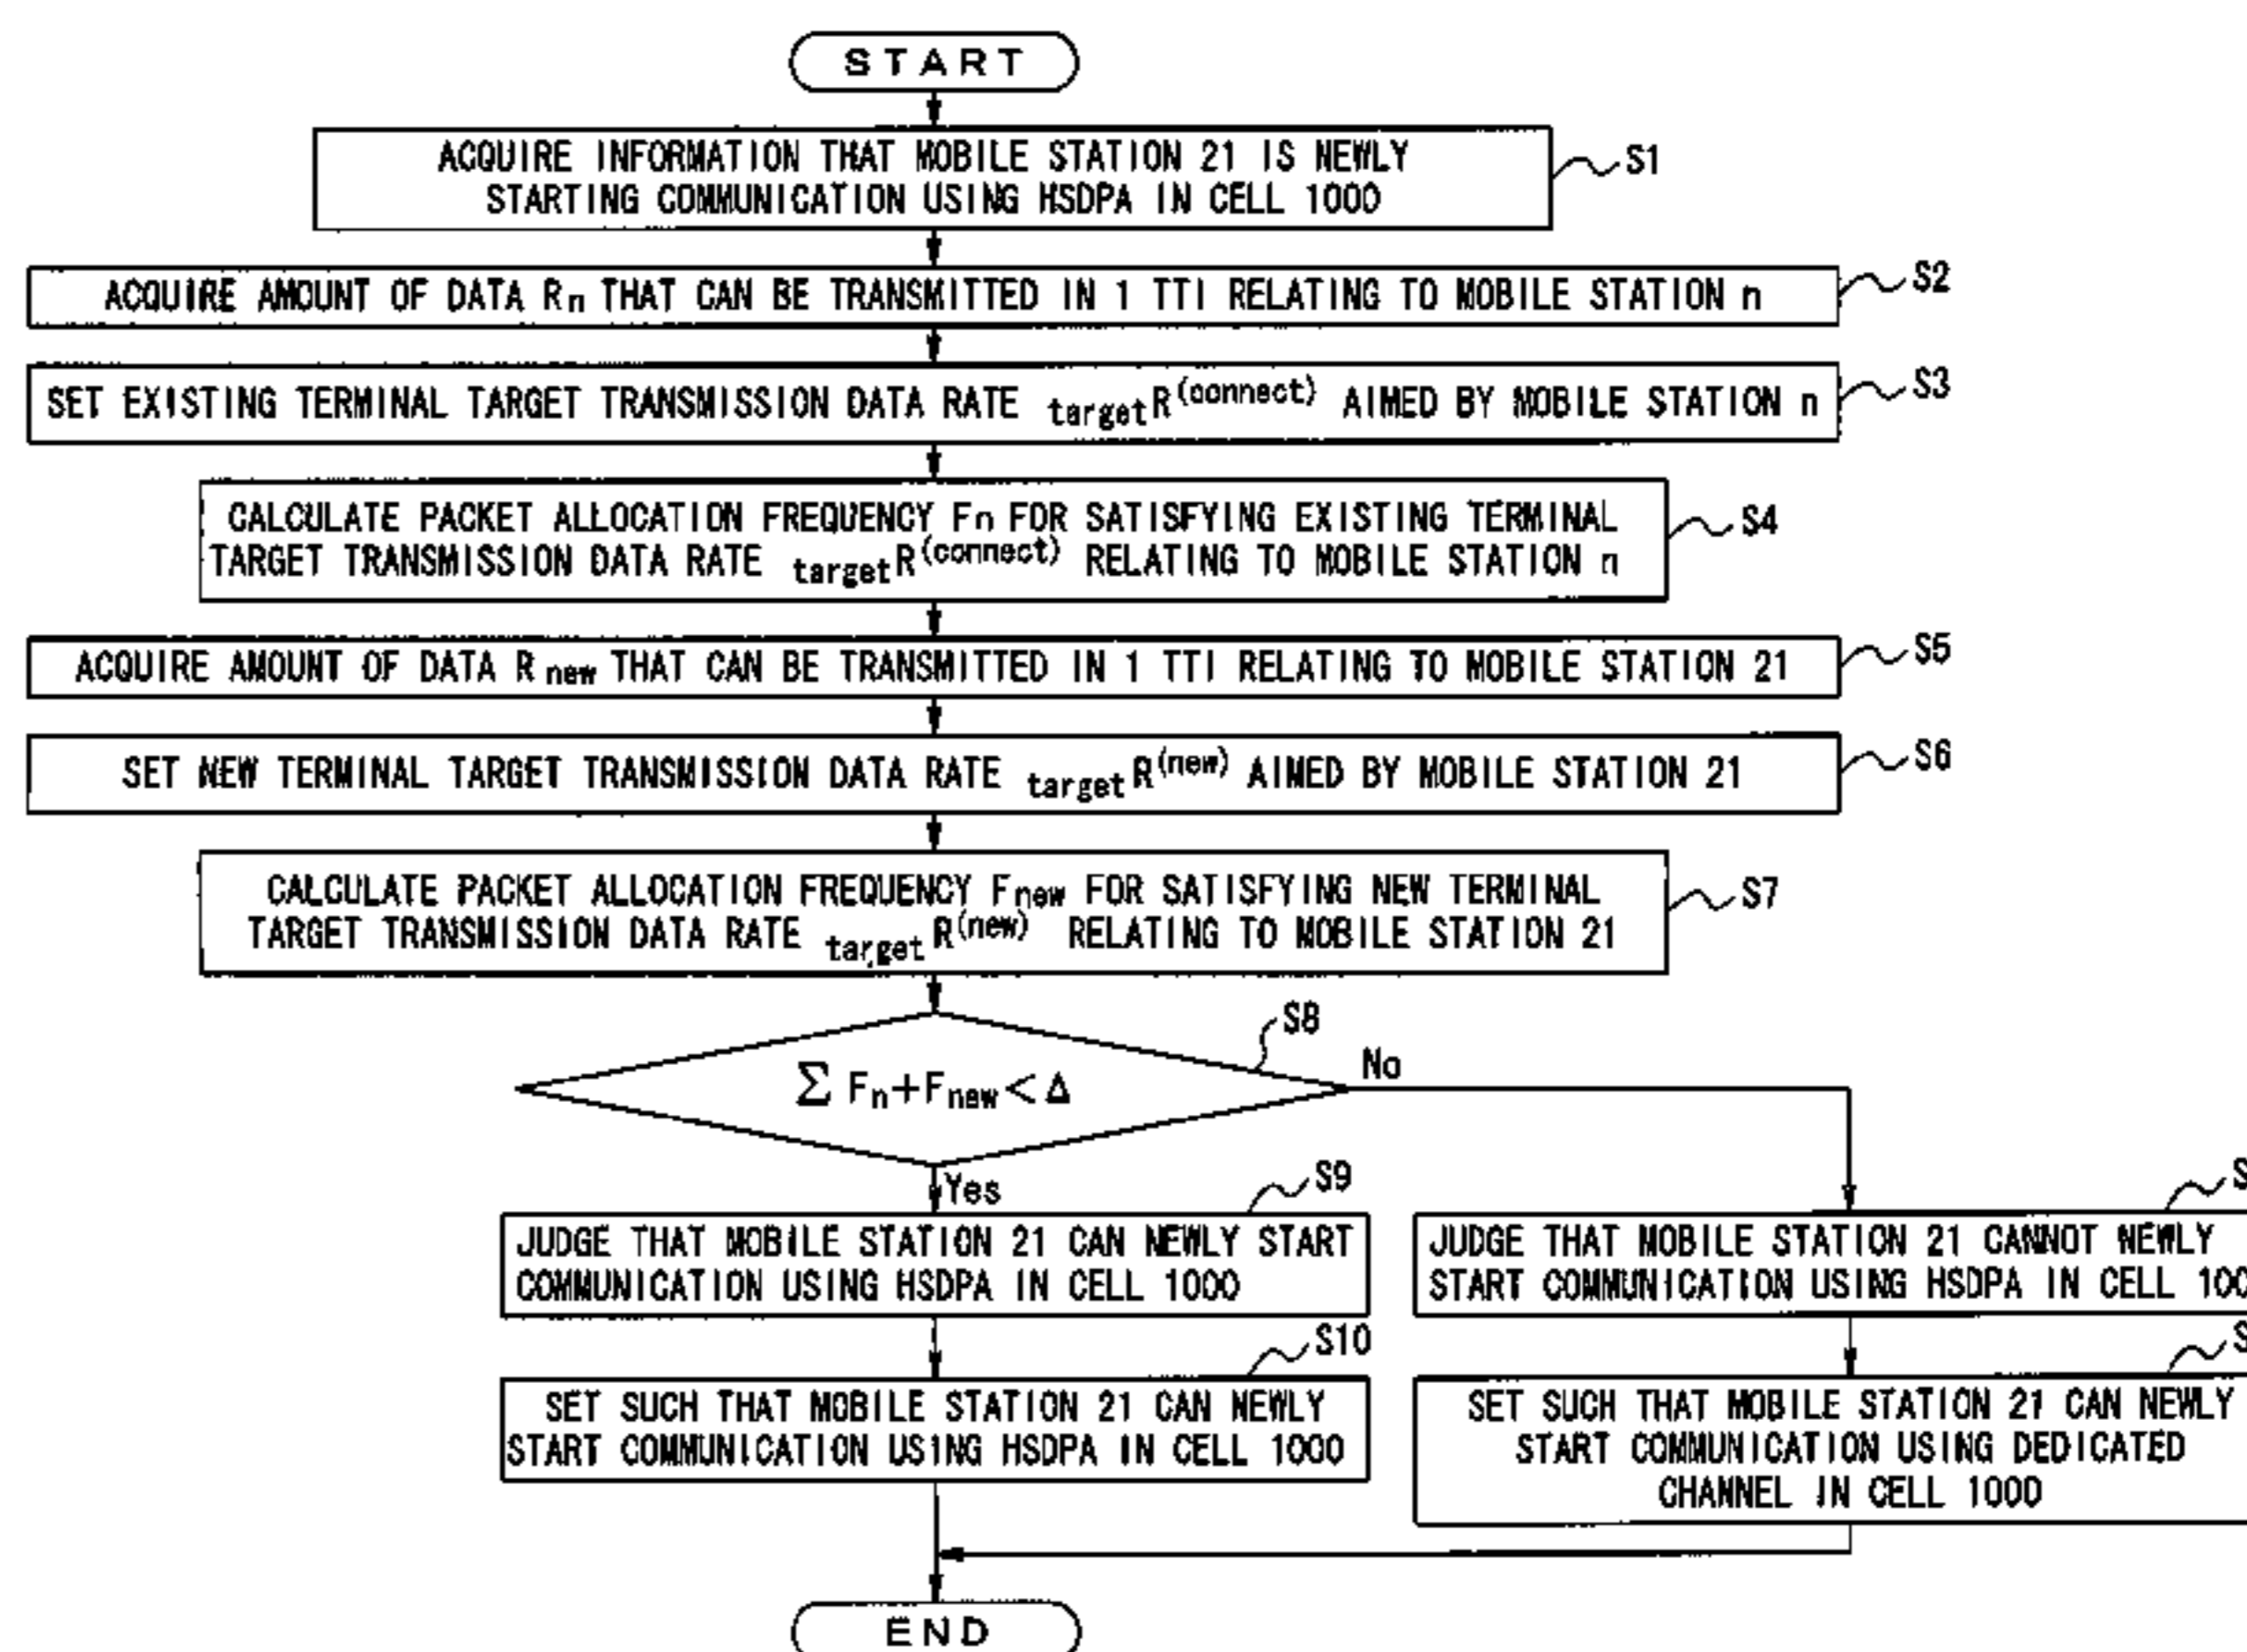 START
ACQUIRE INFORMATION THAT MOBILE STATION 21 IS NEWLY
STARTING COMMUNICATION USING HSDPA IN CELL 1000
S1
ACQUIRE AMOUNT OF DATA Rn THAT CAN BE TRANSMITTED IN 1 TTI RELATING TO MOBILE STATION n
S2
SET EXISTING TERMINAL TARGET TRANSMISSION DATA RATE targetR(connect) AIMED BY MOBILE STATION n
S3
CALCULATE PACKET ALLOCATION FREQUENCY Fn FOR SATISFYING EXISTING TERMINAL
TARGET TRANSMISSION DATA RATE targetR(connect) RELATING TO MOBILE STATION n
S4
ACQUIRE AMOUNT OF DATA Rnew THAT CAN BE TRANSMITTED IN 1 TTI RELATING TO MOBILE STATION 21
S5
SET NEW TERMINAL TARGET TRANSMISSION DATA RATE targetR(new) AIMED BY MOBILE STATION 21
S6
CALCULATE PACKET ALLOCATION FREQUENCY Fnew FOR SATISFYING NEW TERMINAL
TARGET TRANSMISSION DATA RATE targetR(new) RELATING TO MOBILE STATION 21
S7
S8
Σ Fn+Fnew<Δ
No
Yes
S9
JUDGE THAT MOBILE STATION 21 CAN NEWLY START
COMMUNICATION USING HSDPA IN CELL 1000
S10
SET SUCH THAT MOBILE STATION 21 CAN NEWLY
START COMMUNICATION USING HSDPA IN CELL 1000
JUDGE THAT MOBILE STATION 21 CANNOT NEWLY
START COMMUNICATION USING HSDPA IN CELL
SET SUCH THAT MOBILE STATION 21 CAN NEWLY
START COMMUNICATION USING DEDICATED
CHANNEL IN CELL 1000
END